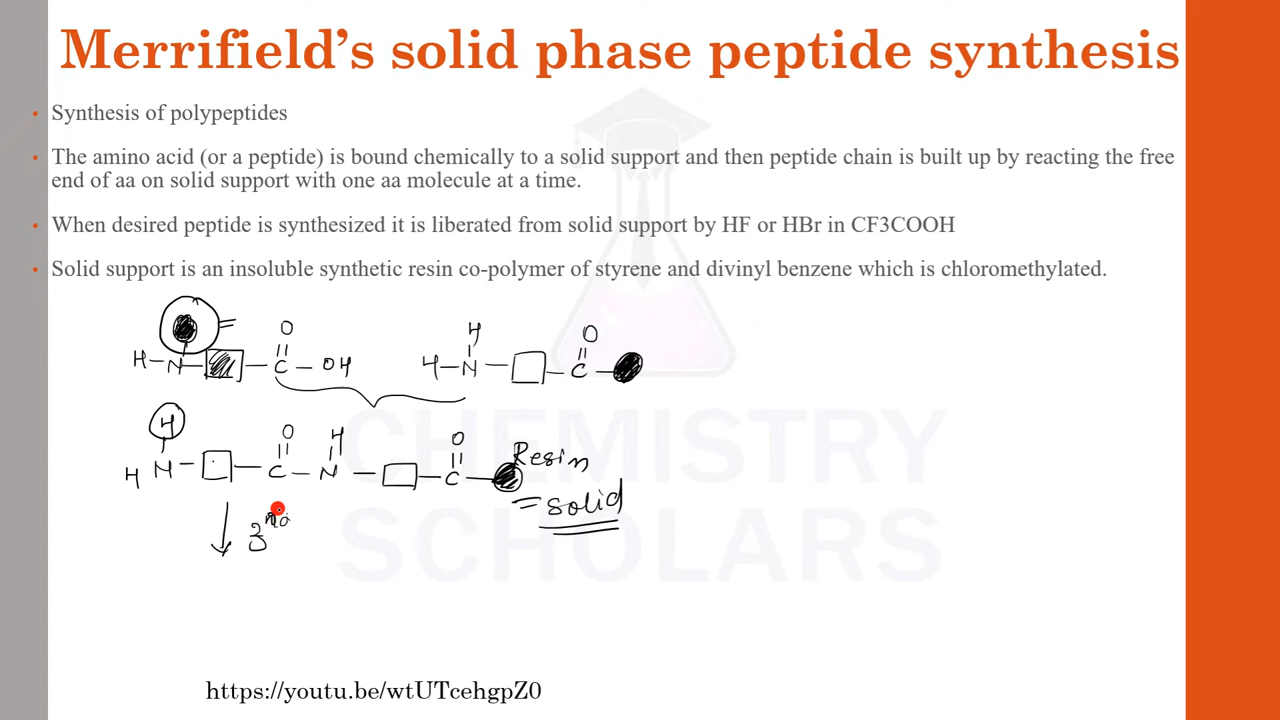 Merrifield’s solid phase peptide synthesis
• Synthesis of polypeptides
• The amino acid (or a peptide) is bound chemically to a solid support and then peptide chain is built up by reacting the free
end of aa on solid support with one aa molecule at a time.
• When desired peptide is synthesized it is liberated from solid support by HF or HBr in CF3COOH
• Solid support is an insoluble synthetic resin co-polymer of styrene and divinyl benzene which is chloromethylated.
O H O
H-N C-OH H-N C
CHEMISTRY
H O H O
H N C-N C Resin
= solid
SCHOLARS
3
https://youtu.be/wtUTcehgpZ0